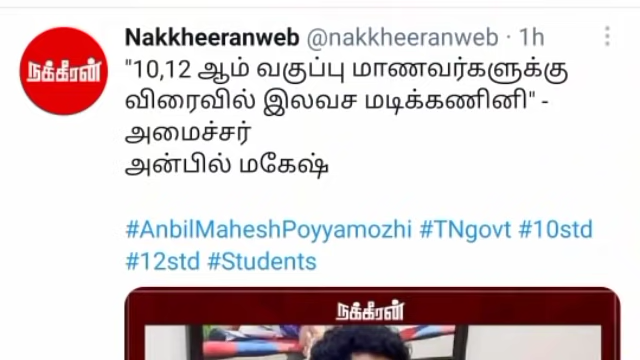 Nakkheeranweb @nakkheeranweb · 1h
நக்கீரன்
"10,12 ஆம் வகுப்பு மாணவர்களுக்கு
விரைவில் இலவச மடிக்கணினி" -
அமைச்சர்
அன்பில் மகேஷ்
#AnbilMaheshPoyyamozhi #TNgovt #10std
#12std #Students
நக்கீரன்